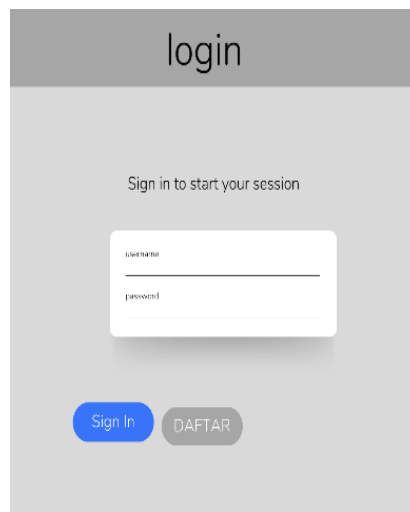 login
Sign in to start your session
username
password
Sign In
DAFTAR